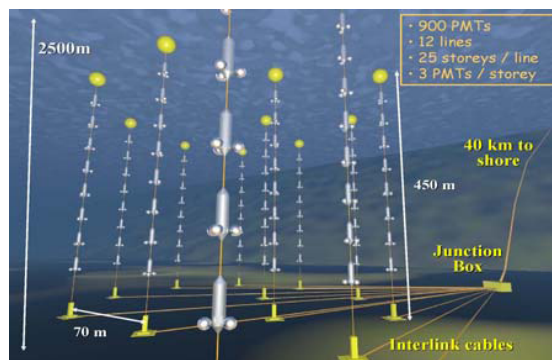 2500m
• 900 PMTs
• 12 lines
• 25 storeys / line
• 3 PMTs / storey
40 km to
shore
450 m
Junction
Box
70 m
Interlink cables